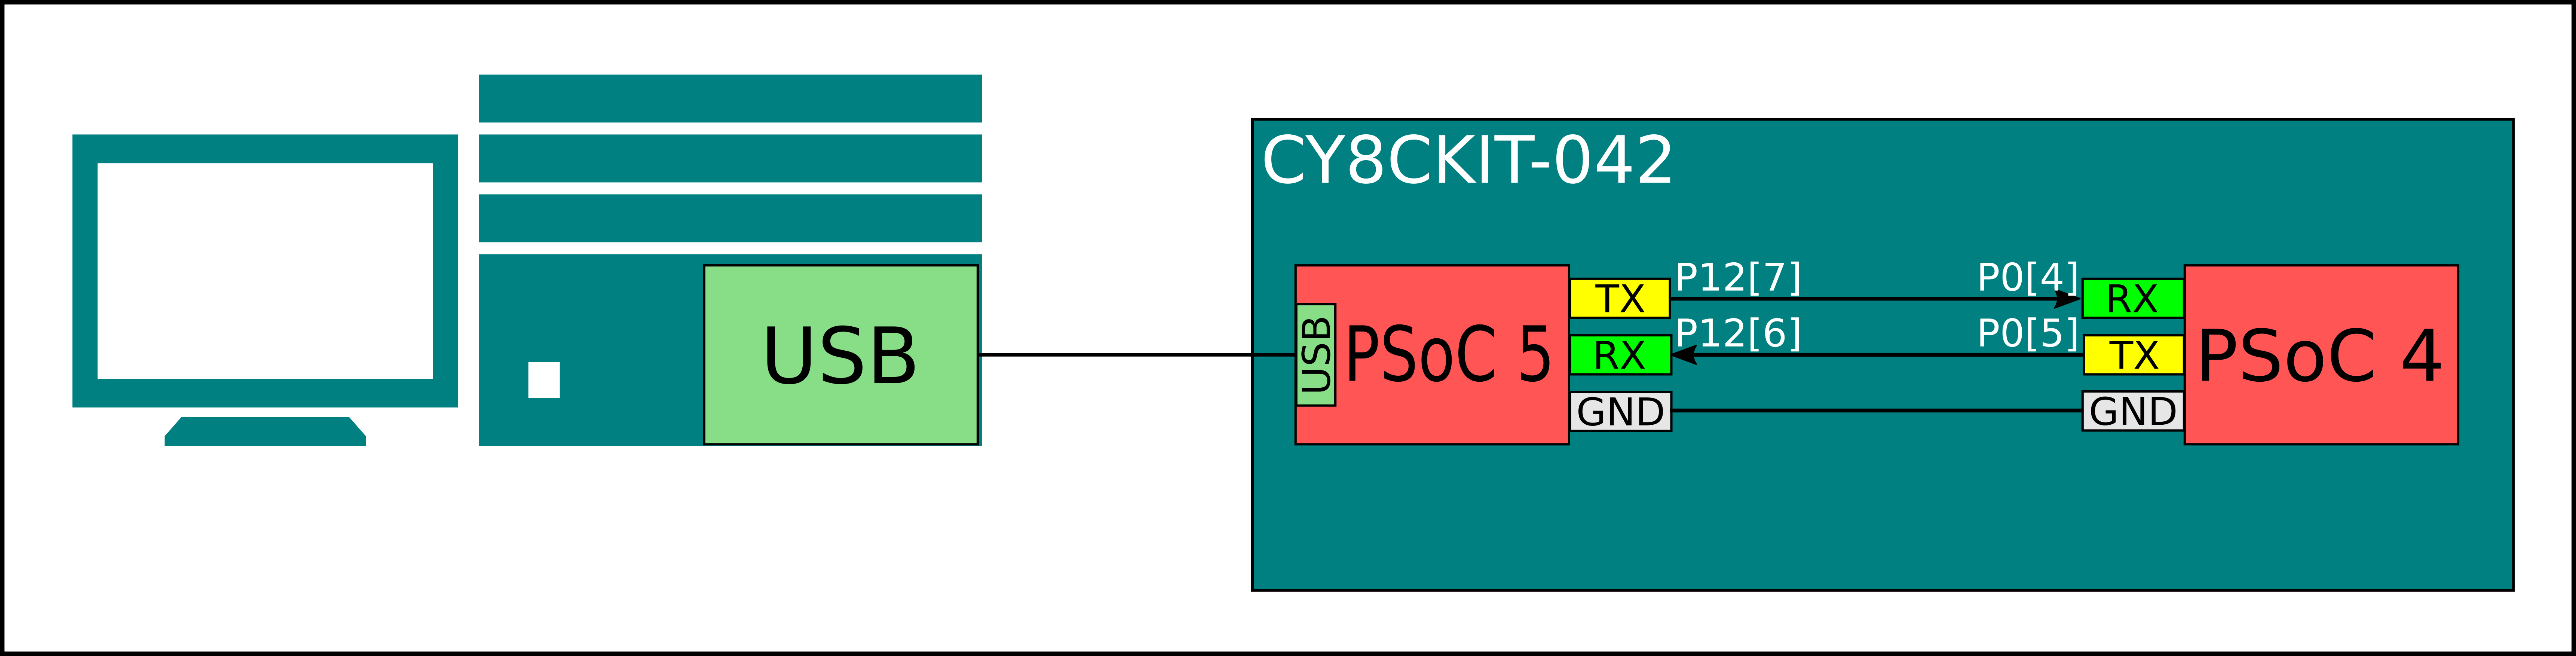 CY8CKIT-042
USB
USB
PSoC 5
TX P12[7] P0[4] RX
RX P12[6] P0[5] TX
GND GND
PSoC 4